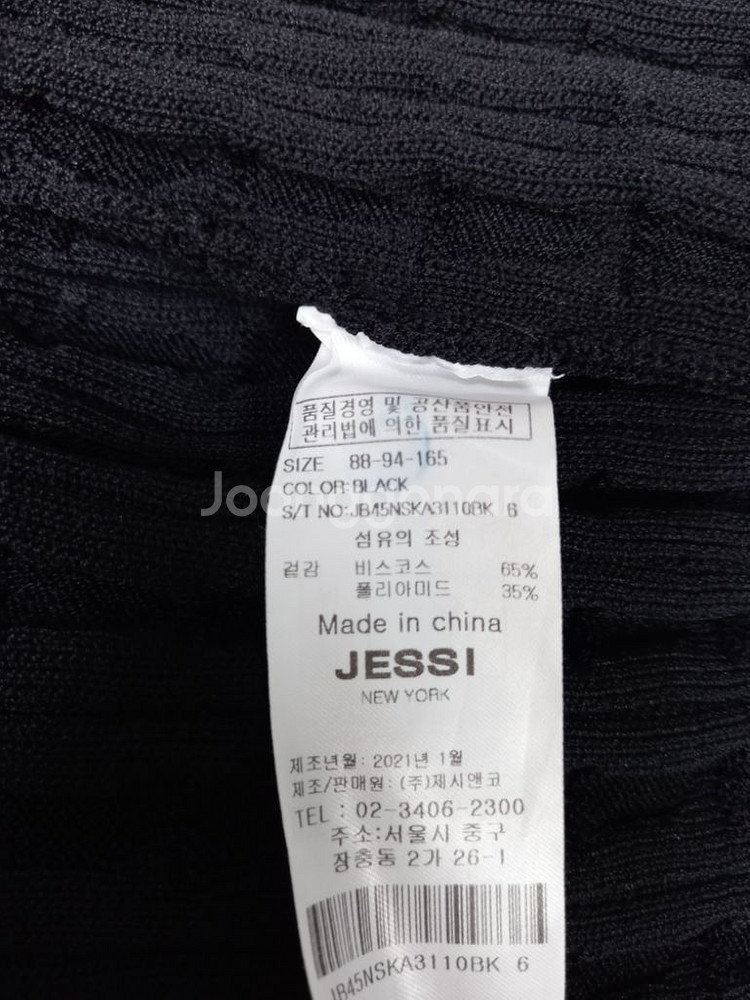 품질경영 및 공산품안전
관리법에 의한 품질표시
SIZE 88-94-165
COLOR:BLACK
Joonggonara
S/T NO:JB45NSKA3110BK 6
섬유의 조성
겉감 비스코스 65%
폴리아미드 35%
Made in china
JESSI
NEW YORK
제조년월: 2021년 1월
제조/판매원: (주)제시앤코
TEL : 02-3406-2300
주소:서울시 중구
장충동 2가 26-1
JB45NSKA3110BK 6